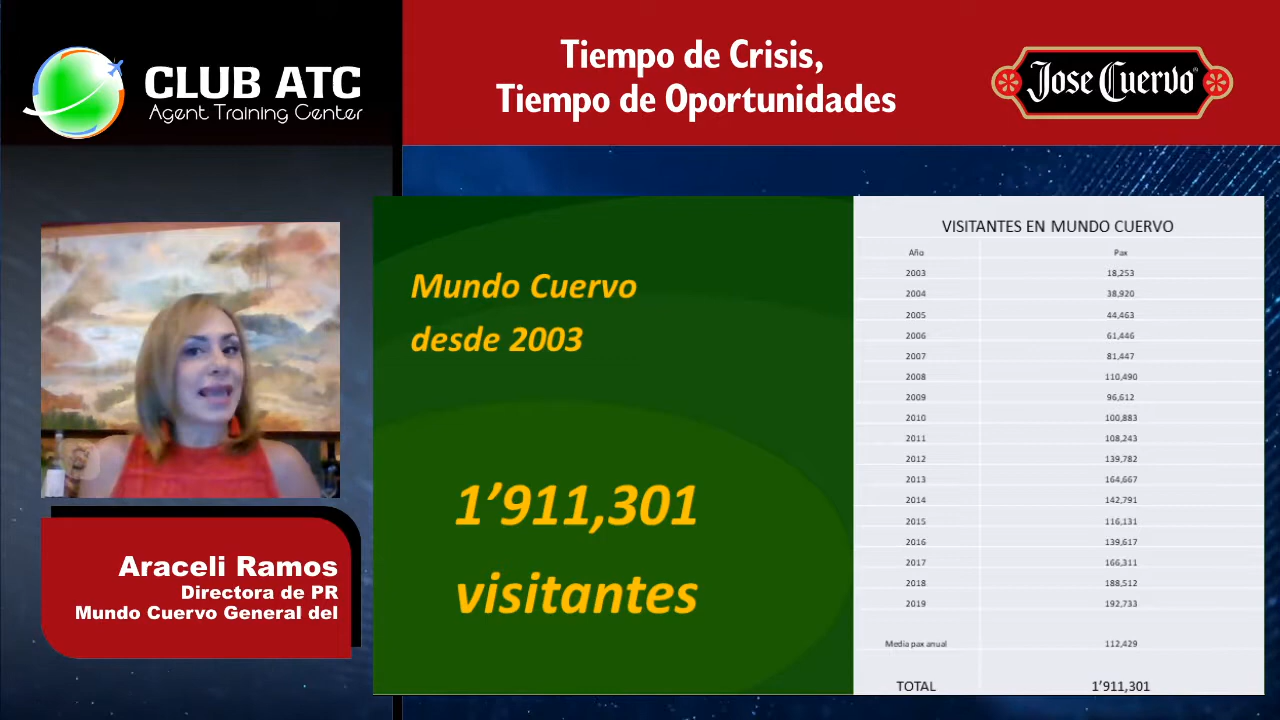 CLUB ATC
Agent Training Center
Tiempo de Crisis,
Tiempo de Oportunidades
Jose Cuervo®
Mundo Cuervo
desde 2003
1’911,301
visitantes
VISITANTES EN MUNDO CUERVO
Año Pax
2003 18,253
2004 38,920
2005 44,463
2006 61,446
2007 81,447
2008 110,490
2009 96,612
2010 100,883
2011 108,243
2012 139,782
2013 164,667
2014 142,791
2015 116,131
2016 139,617
2017 166,311
2018 188,512
2019 192,733
Media pax anual 112,429
TOTAL 1’911,301
Araceli Ramos
Directora de PR
Mundo Cuervo General del